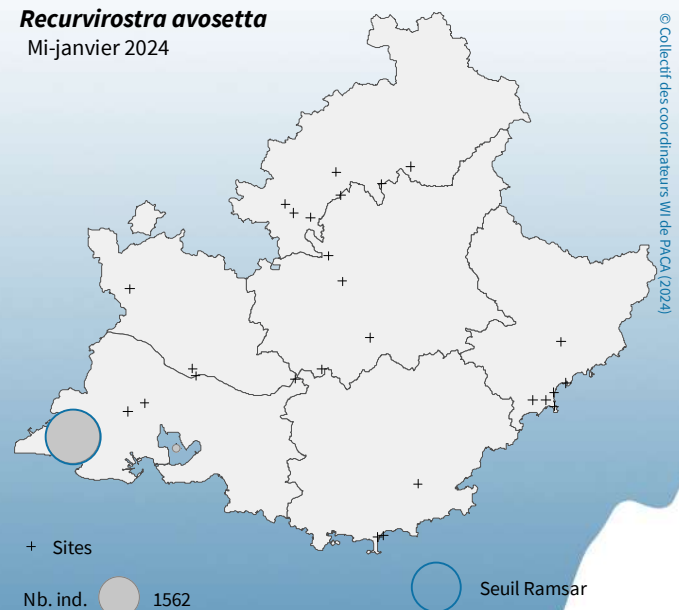 Recurvirostra avosetta
Mi-janvier 2024
© Collectif des coordinateurs WI de PACA (2024)
Sites
Nb. ind. 1562
Seuil Ramsar